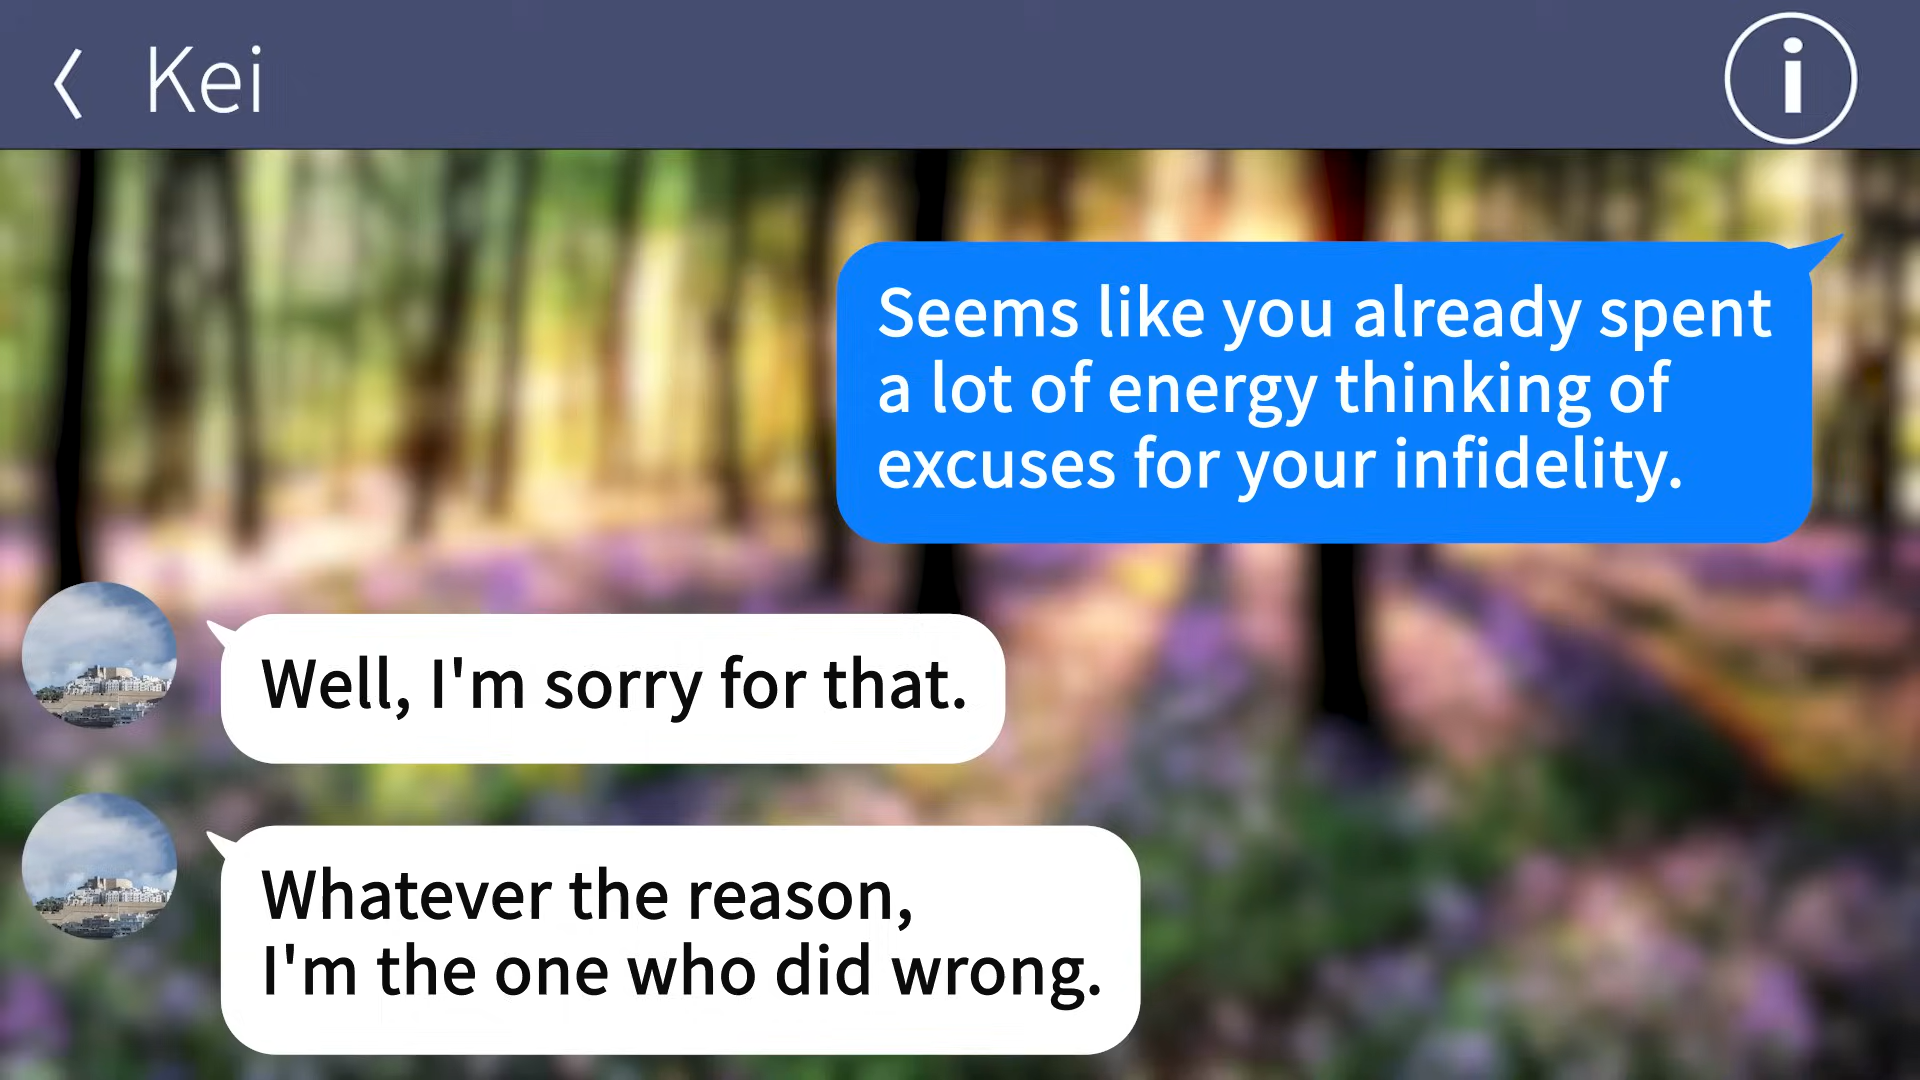 Kei
Seems like you already spent
a lot of energy thinking of
excuses for your infidelity.
Well, I'm sorry for that.
Whatever the reason,
I'm the one who did wrong.